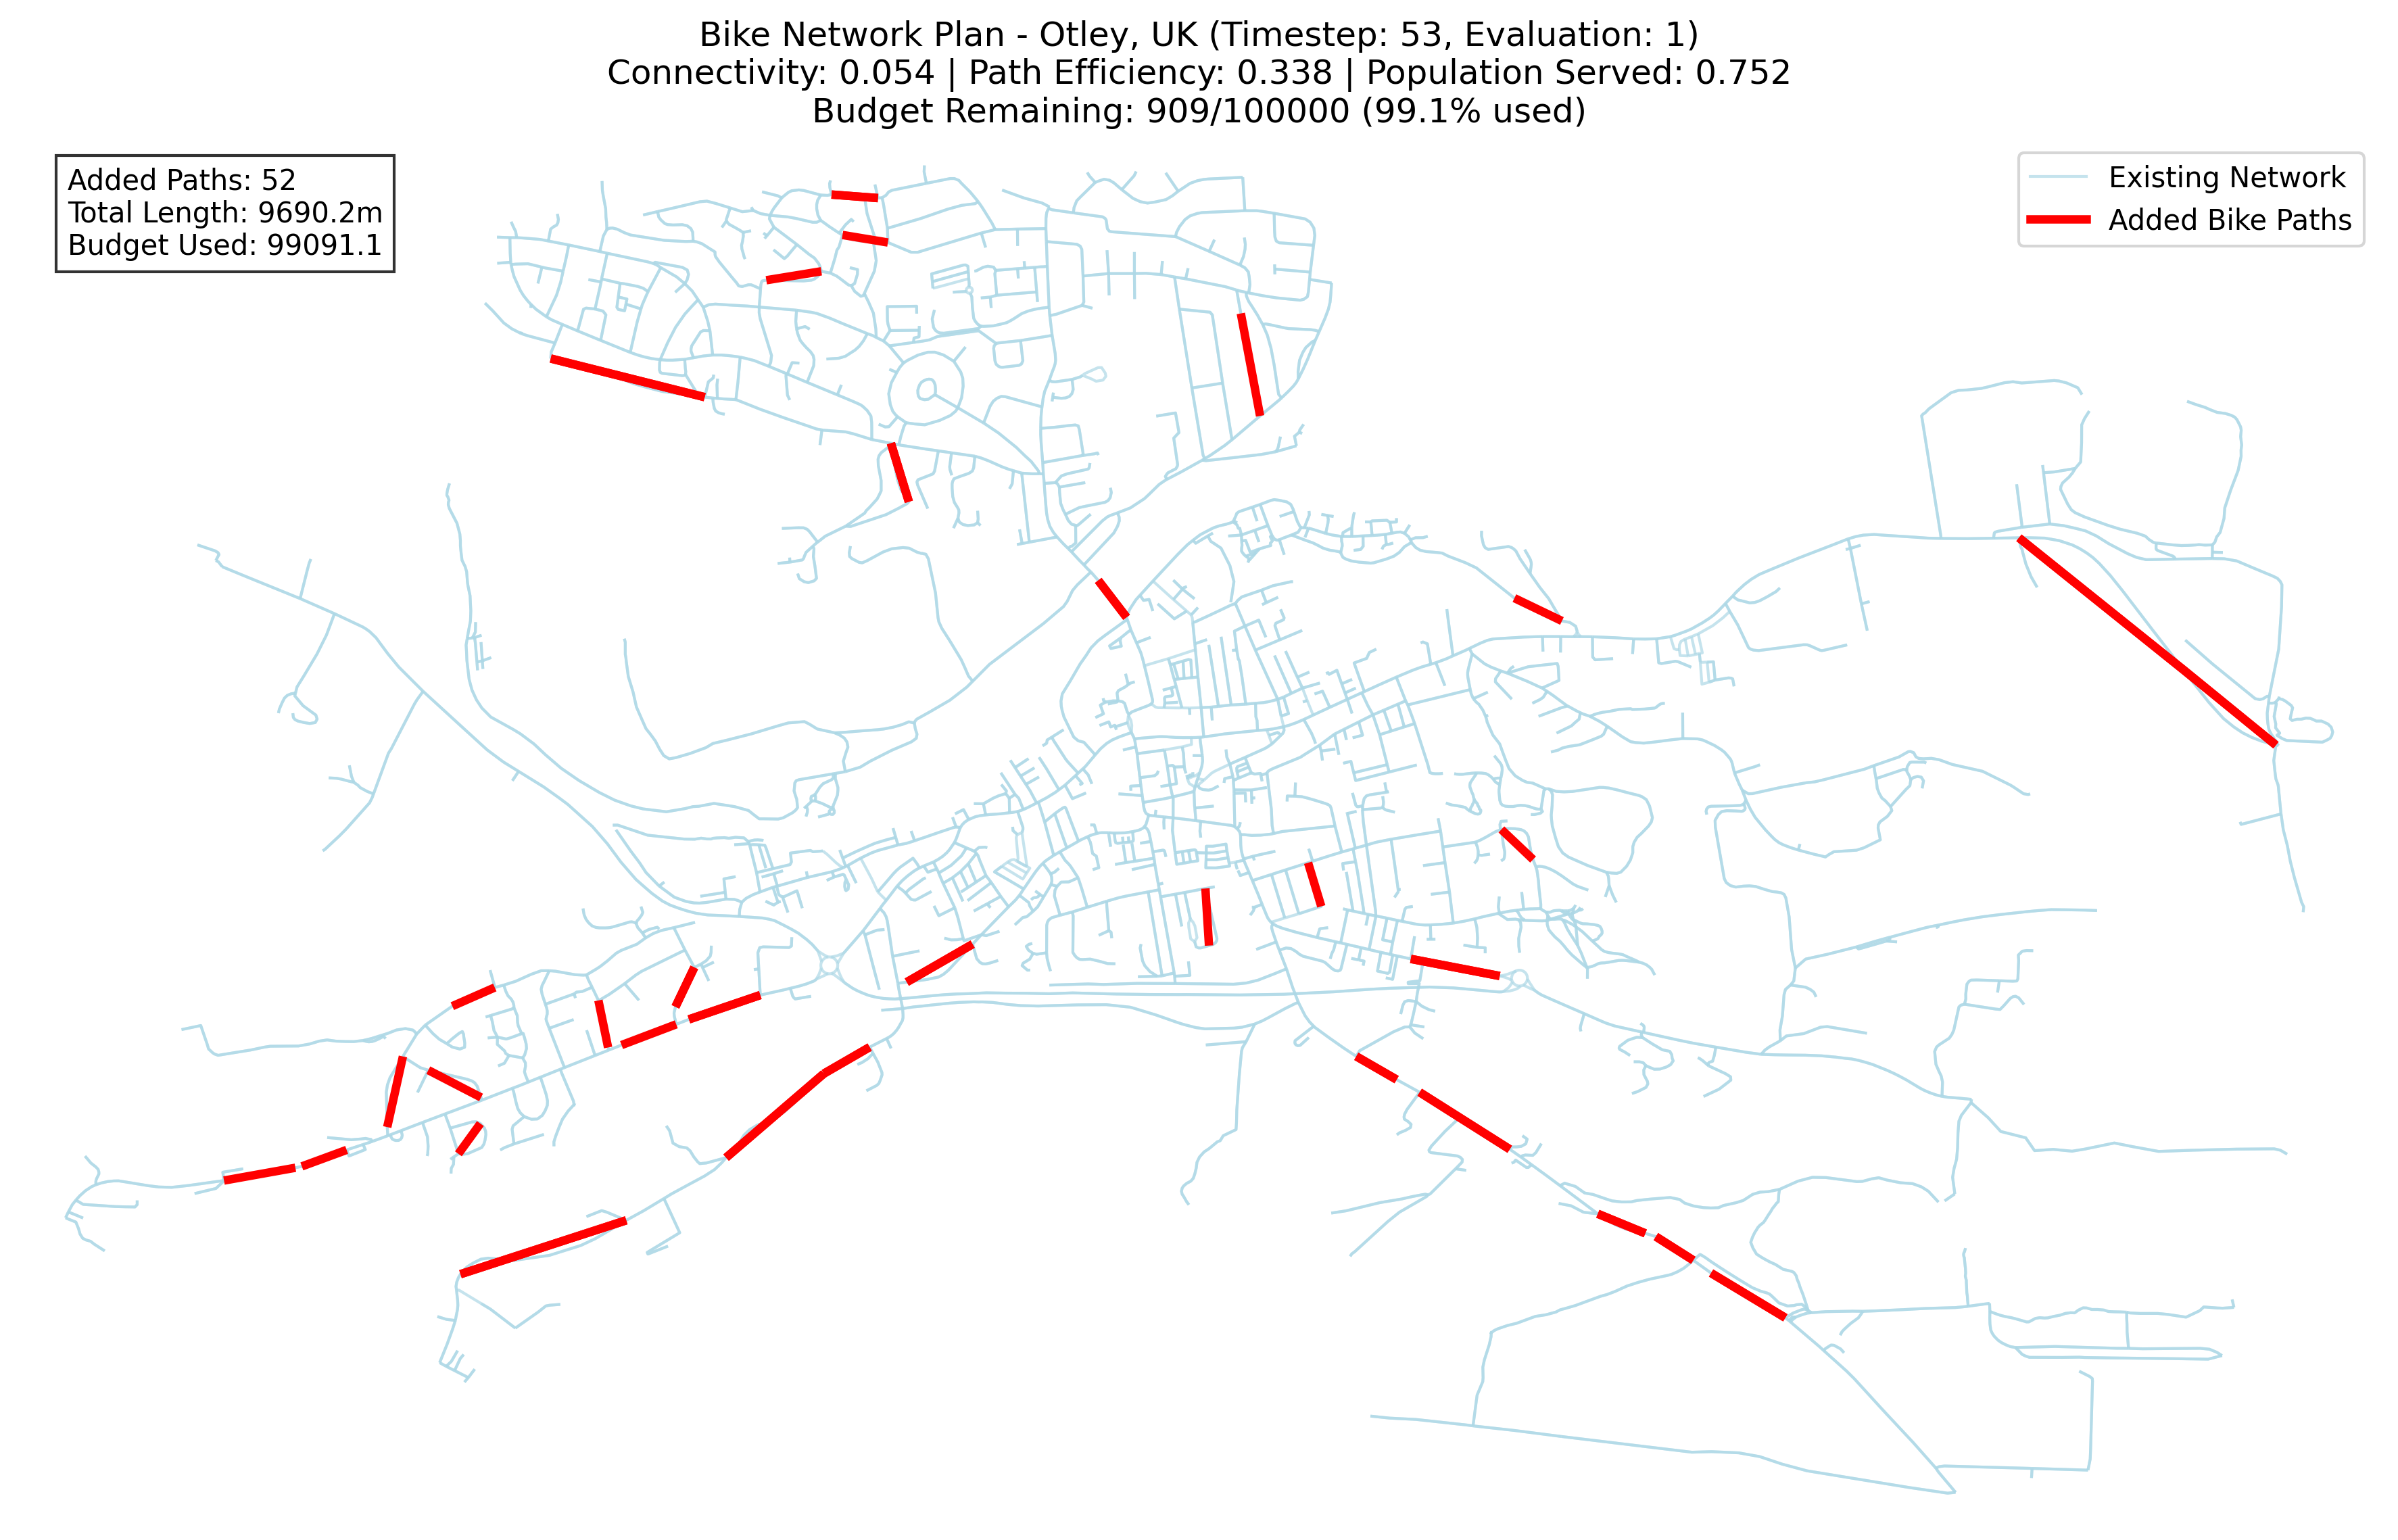 Bike Network Plan - Otley, UK (Timestep: 53, Evaluation: 1)
Connectivity: 0.054 | Path Efficiency: 0.338 | Population Served: 0.752
Budget Remaining: 909/100000 (99.1% used)
Added Paths: 52
Total Length: 9690.2m
Budget Used: 99091.1
Existing Network
Added Bike Paths